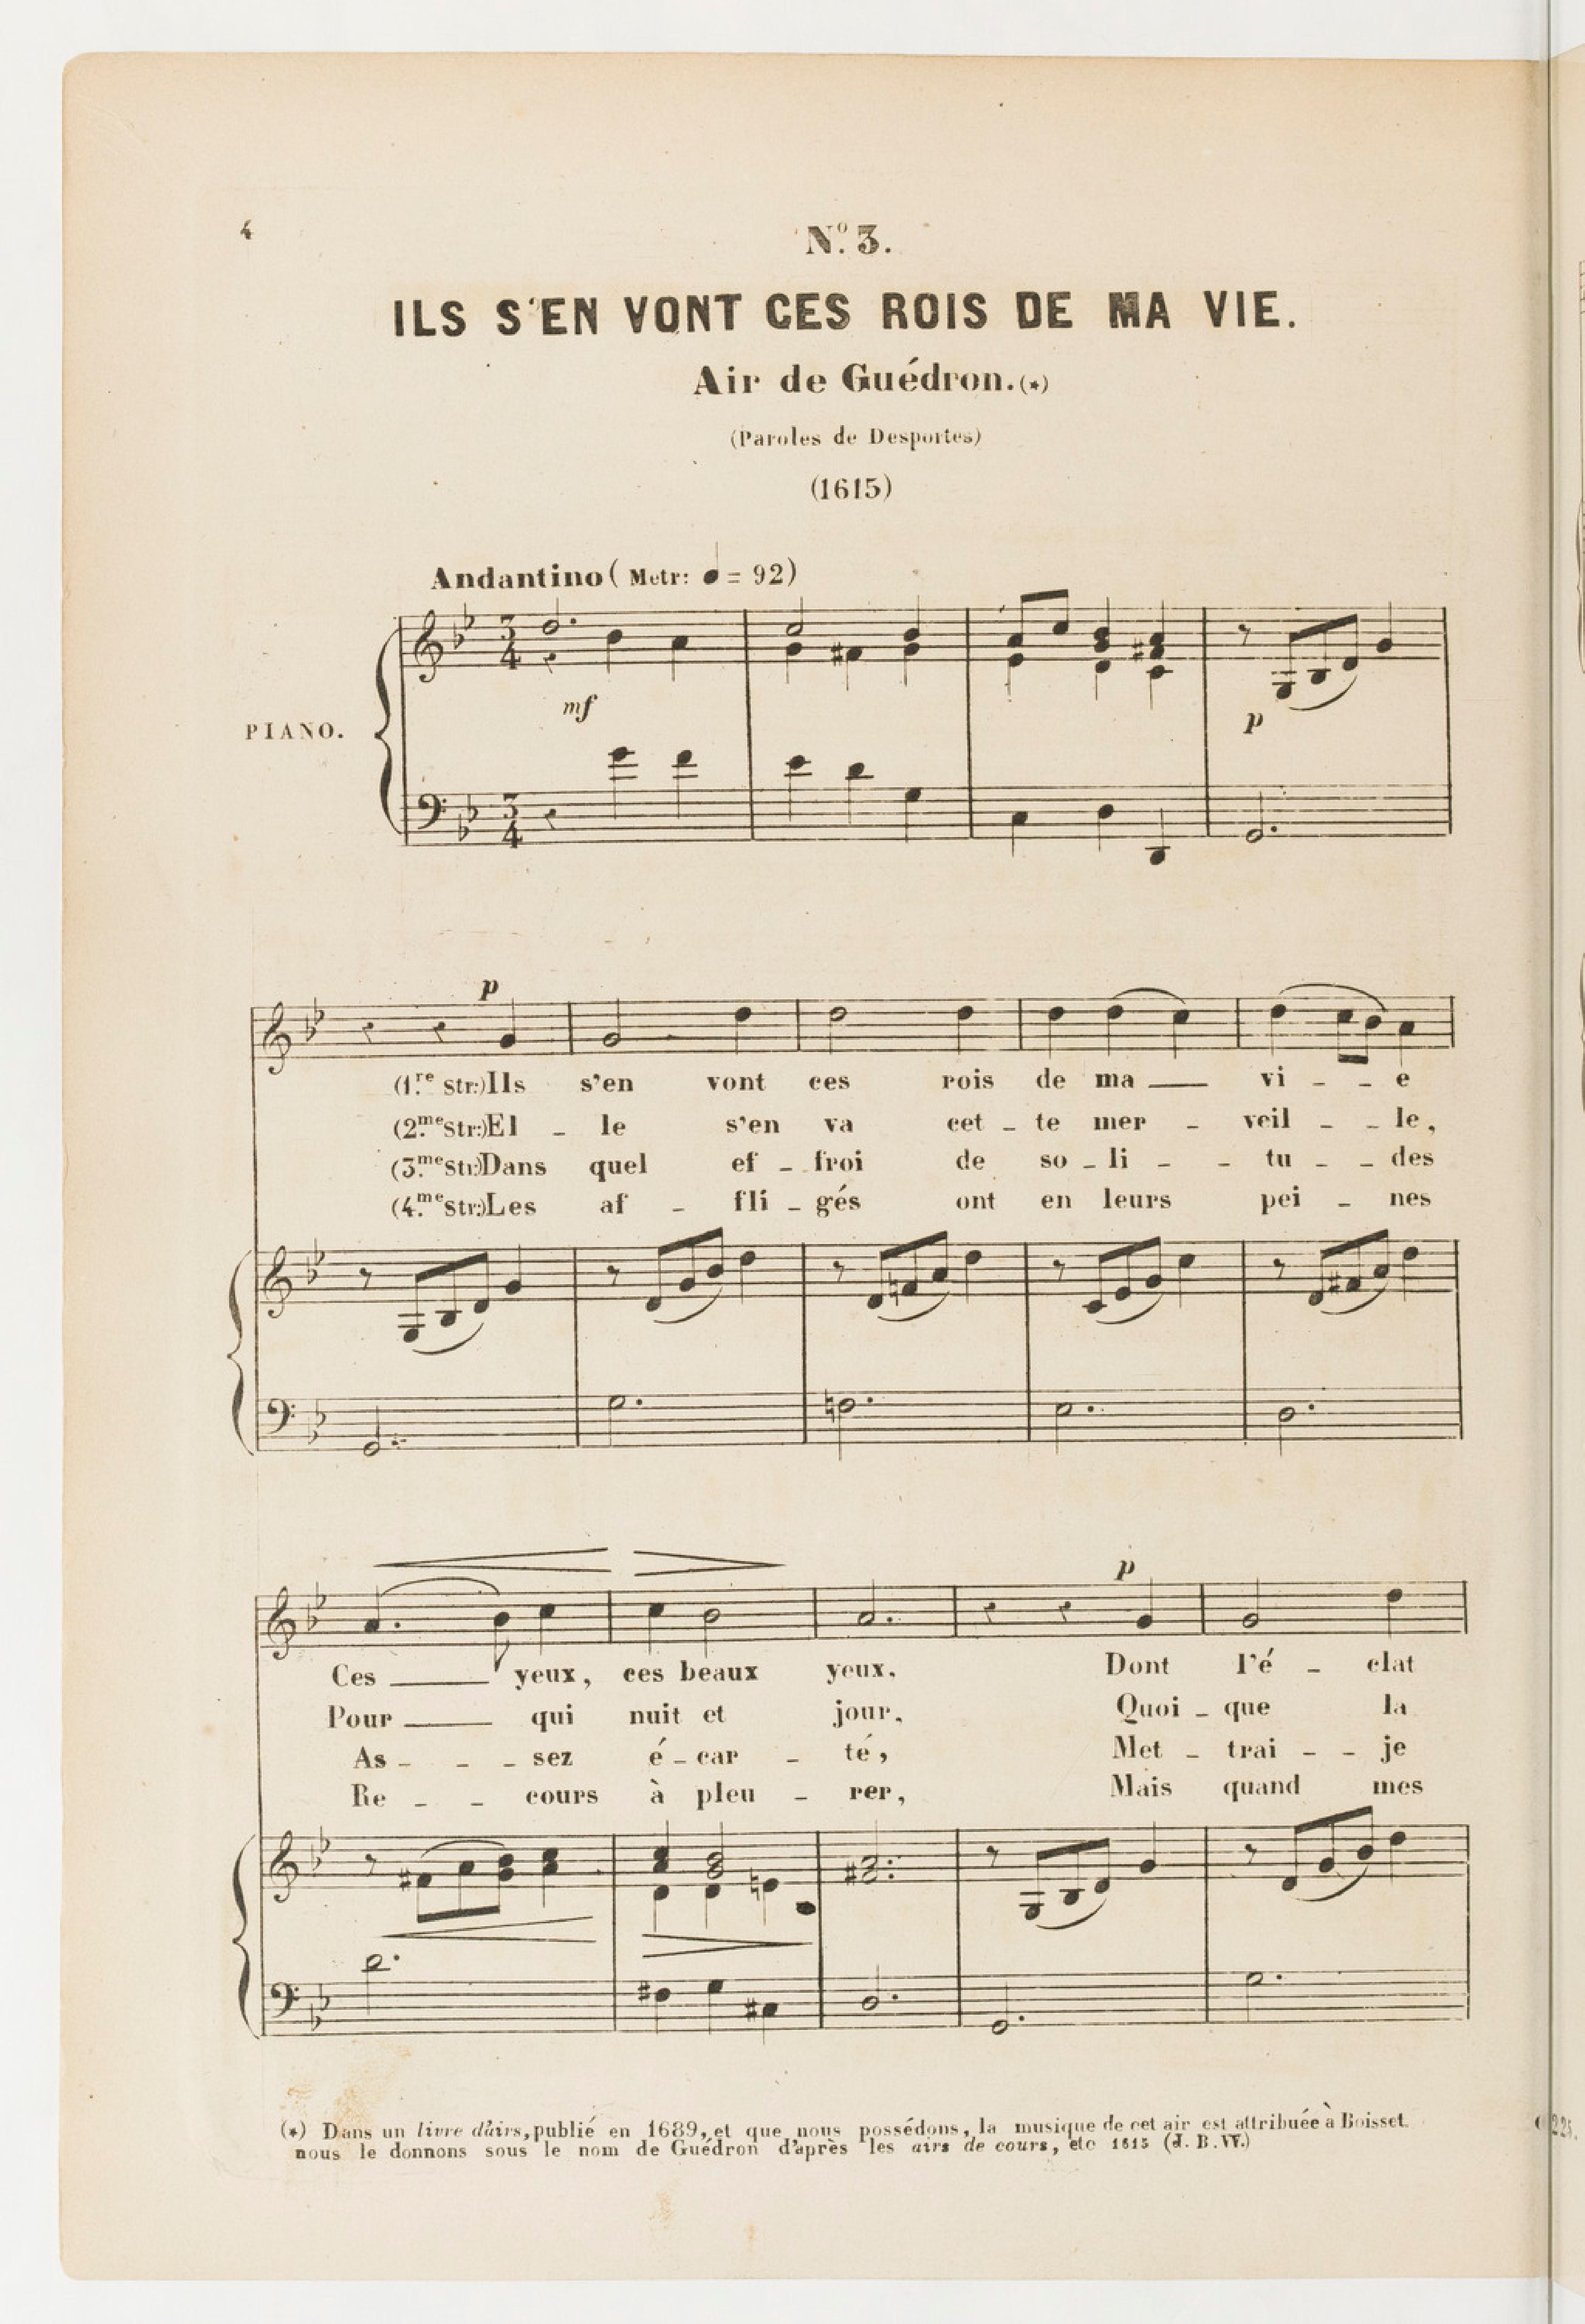 4
Nº. 3.
ILS S'EN VONT CES ROIS DE MA VIE.
Air de Guédron.(*)
(Paroles de Desportes)
(1615)
Andantino ( Metr: ♩ = 92)
3 4
mf
p
PIANO.
3 4
p
(1.re Str:) Ils s'en vont ces rois de ma vi - - e
(2.me Str:) El - le s'en va cet - te mer - veil - - le,
(3.me Str:) Dans quel ef - froi de so - li - - tu - - des
(4.me Str:) Les af - fli - gés ont en leurs pei - nes
p
Ces yeux, ces beaux yeux, Dont l'é - clat
Pour qui nuit et jour, Quoi - que la
As - - - sez é - car - té, Met - trai - - je
Re - - cours à pleu - rer, Mais quand mes
(*) Dans un livre d'airs, publié en 1689, et que nous possédons, la musique de cet air est attribuée à Boisset.
nous le donnons sous le nom de Guédron d'après les airs de cours, etc 1615 (J. B. W.)